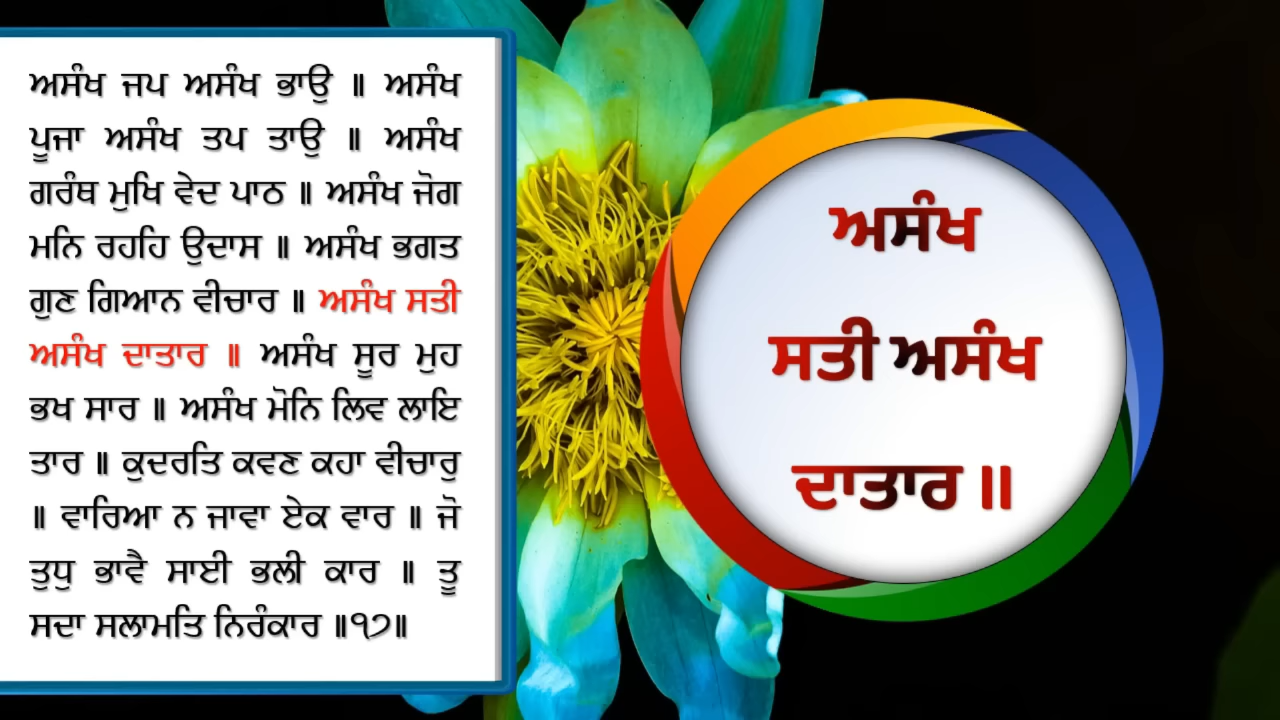 ਅਸੰਖ ਜਪ ਅਸੰਖ ਭਾਉ ॥ ਅਸੰਖ
ਪੂਜਾ ਅਸੰਖ ਤਪ ਤਾਉ ॥ ਅਸੰਖ
ਗਰੰਥ ਮੁਖਿ ਵੇਦ ਪਾਠ ॥ ਅਸੰਖ ਜੋਗ
ਮਨਿ ਰਹਹਿ ਉਦਾਸ ॥ ਅਸੰਖ ਭਗਤ
ਗੁਣ ਗਿਆਨ ਵੀਚਾਰ ॥ ਅਸੰਖ ਸਤੀ
ਅਸੰਖ ਦਾਤਾਰ ॥ ਅਸੰਖ ਸੂਰ ਮੁਹ
ਭਖ ਸਾਰ ॥ ਅਸੰਖ ਮੋਨਿ ਲਿਵ ਲਾਇ
ਤਾਰ ॥ ਕੁਦਰਤਿ ਕਵਣ ਕਹਾ ਵੀਚਾਰੁ
॥ ਵਾਰਿਆ ਨ ਜਾਵਾ ਏਕ ਵਾਰ ॥ ਜੋ
ਤੁਧੁ ਭਾਵੈ ਸਾਈ ਭਲੀ ਕਾਰ ॥ ਤੂ
ਸਦਾ ਸਲਾਮਤਿ ਨਿਰੰਕਾਰ ॥੧੭॥
ਅਸੰਖ
ਸਤੀ ਅਸੰਖ
ਦਾਤਾਰ ॥